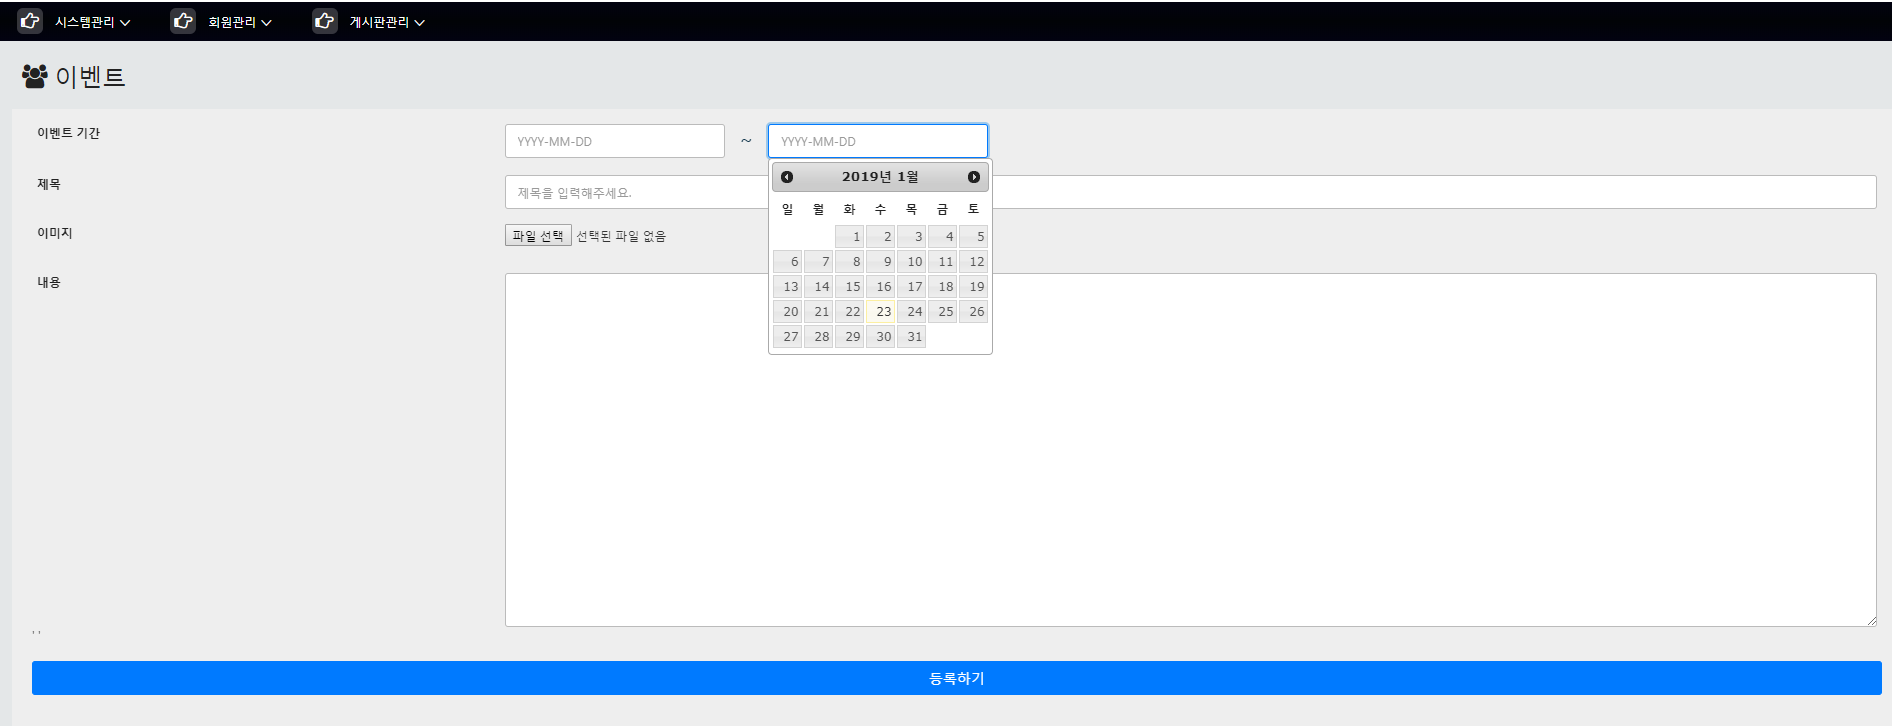 시스템관리 회원관리 게시판관리
이벤트
이벤트 기간
YYYY-MM-DD ~ YYYY-MM-DD
2019년 1월
일 월 화 수 목 금 토
1 2 3 4 5
6 7 8 9 10 11 12
13 14 15 16 17 18 19
20 21 22 23 24 25 26
27 28 29 30 31
제목
제목을 입력해주세요.
이미지
파일 선택 선택된 파일 없음
내용
' '
등록하기